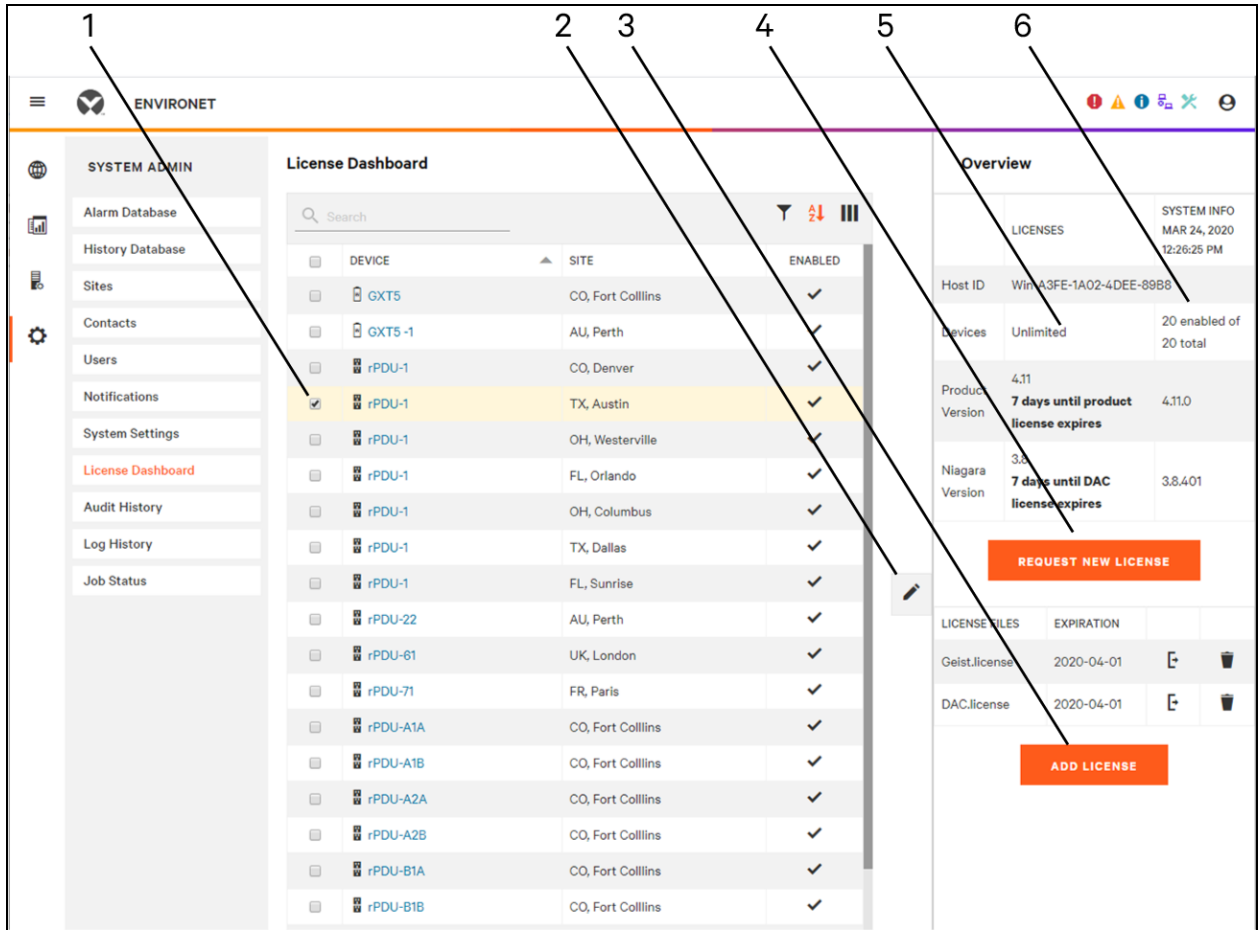 1 2 3 4 5 6
ENVIRONET
SYSTEM ADMIN
Alarm Database
History Database
Sites
Contacts
Users
Notifications
System Settings
License Dashboard
Audit History
Log History
Job Status
License Dashboard
Search
DEVICE SITE ENABLED
GXT5 CO, Fort Colllins
GXT5 -1 AU, Perth
rPDU-1 CO, Denver
rPDU-1 TX, Austin
rPDU-1 OH, Westerville
rPDU-1 FL, Orlando
rPDU-1 OH, Columbus
rPDU-1 TX, Dallas
rPDU-1 FL, Sunrise
rPDU-22 AU, Perth
rPDU-61 UK, London
rPDU-71 FR, Paris
rPDU-A1A CO, Fort Colllins
rPDU-A1B CO, Fort Colllins
rPDU-A2A CO, Fort Colllins
rPDU-A2B CO, Fort Colllins
rPDU-B1A CO, Fort Colllins
rPDU-B1B CO, Fort Colllins
Overview
LICENSES
SYSTEM INFO
MAR 24, 2020
12:26:25 PM
Host ID Win-A3FE-1A02-4DEE-89B8
Devices Unlimited
20 enabled of
20 total
Product
Version
4.11
7 days until product
license expires
4.11.0
Niagara
Version
3.8
7 days until DAC
license expires
3.8.401
REQUEST NEW LICENSE
LICENSE FILES EXPIRATION
Geist.license 2020-04-01
DAC.license 2020-04-01
ADD LICENSE